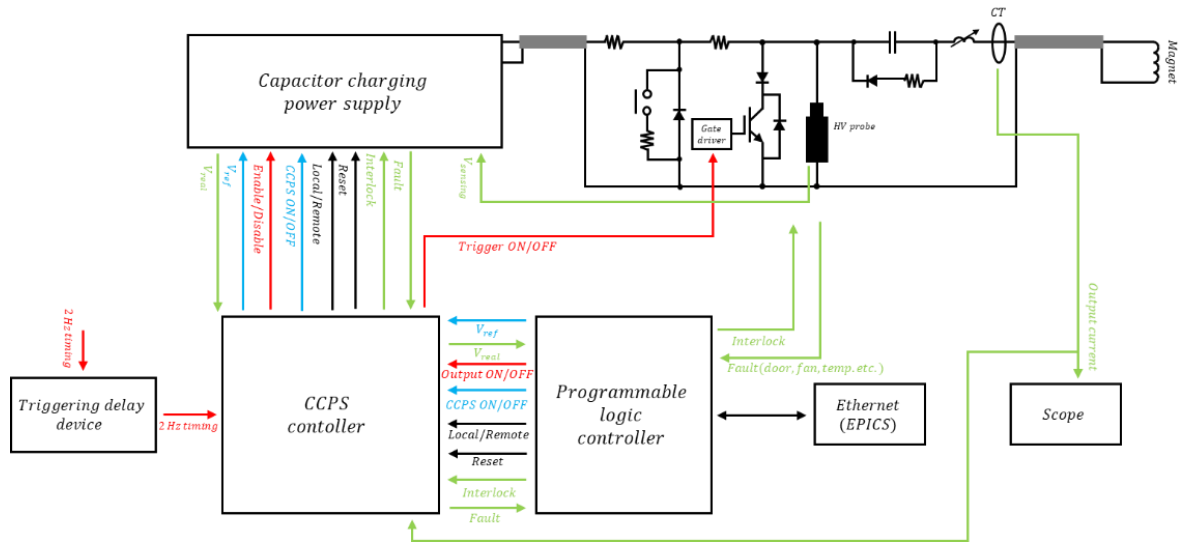 CT
Magnet
Capacitor charging
power supply
Gate
driver
HV probe
V_real
V_ref
Enable/Disable
CCPS ON/OFF
Local/Remote
Reset
Interlock
Fault
V_sensing
Trigger ON/OFF
2 Hz timing
Triggering delay
device
2 Hz timing
CCPS
contoller
V_ref
V_real
Output ON/OFF
CCPS ON/OFF
Local/Remote
Reset
Interlock
Fault
Programmable
logic
controller
Interlock
Fault(door, fan, temp. etc.)
Ethernet
(EPICS)
Output current
Scope